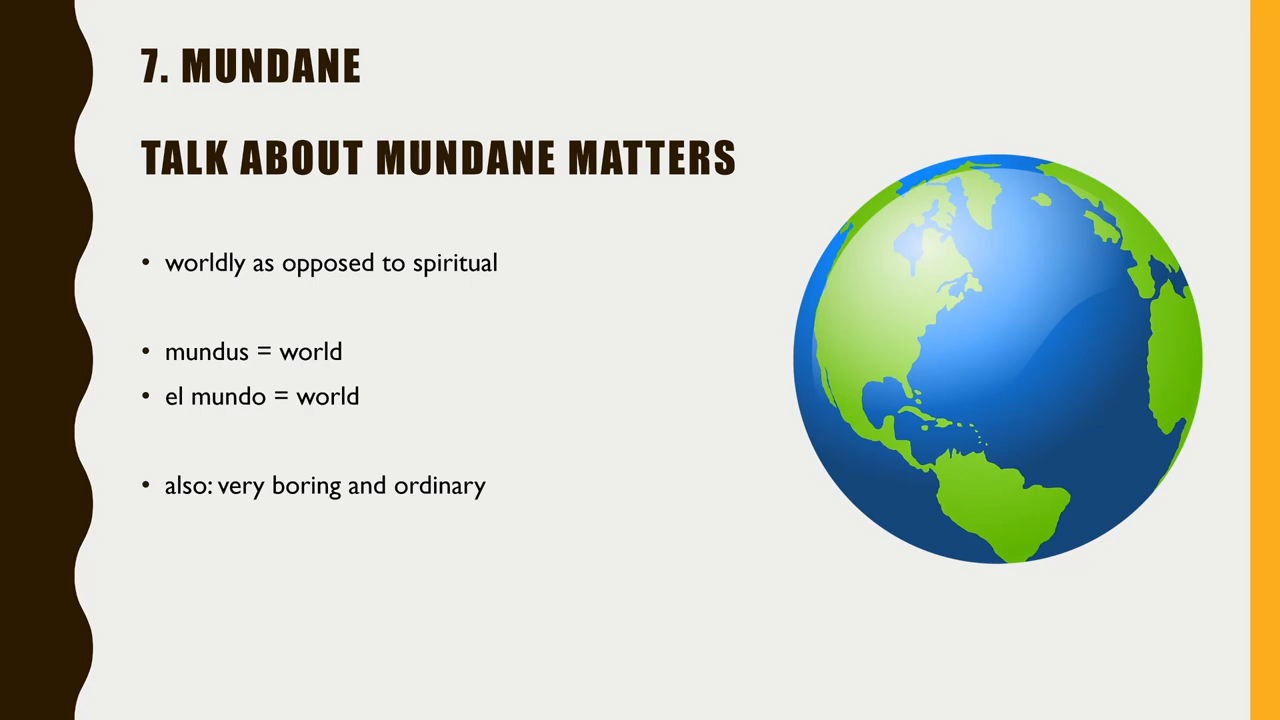 7. MUNDANE
TALK ABOUT MUNDANE MATTERS
• worldly as opposed to spiritual
• mundus = world
• el mundo = world
• also: very boring and ordinary